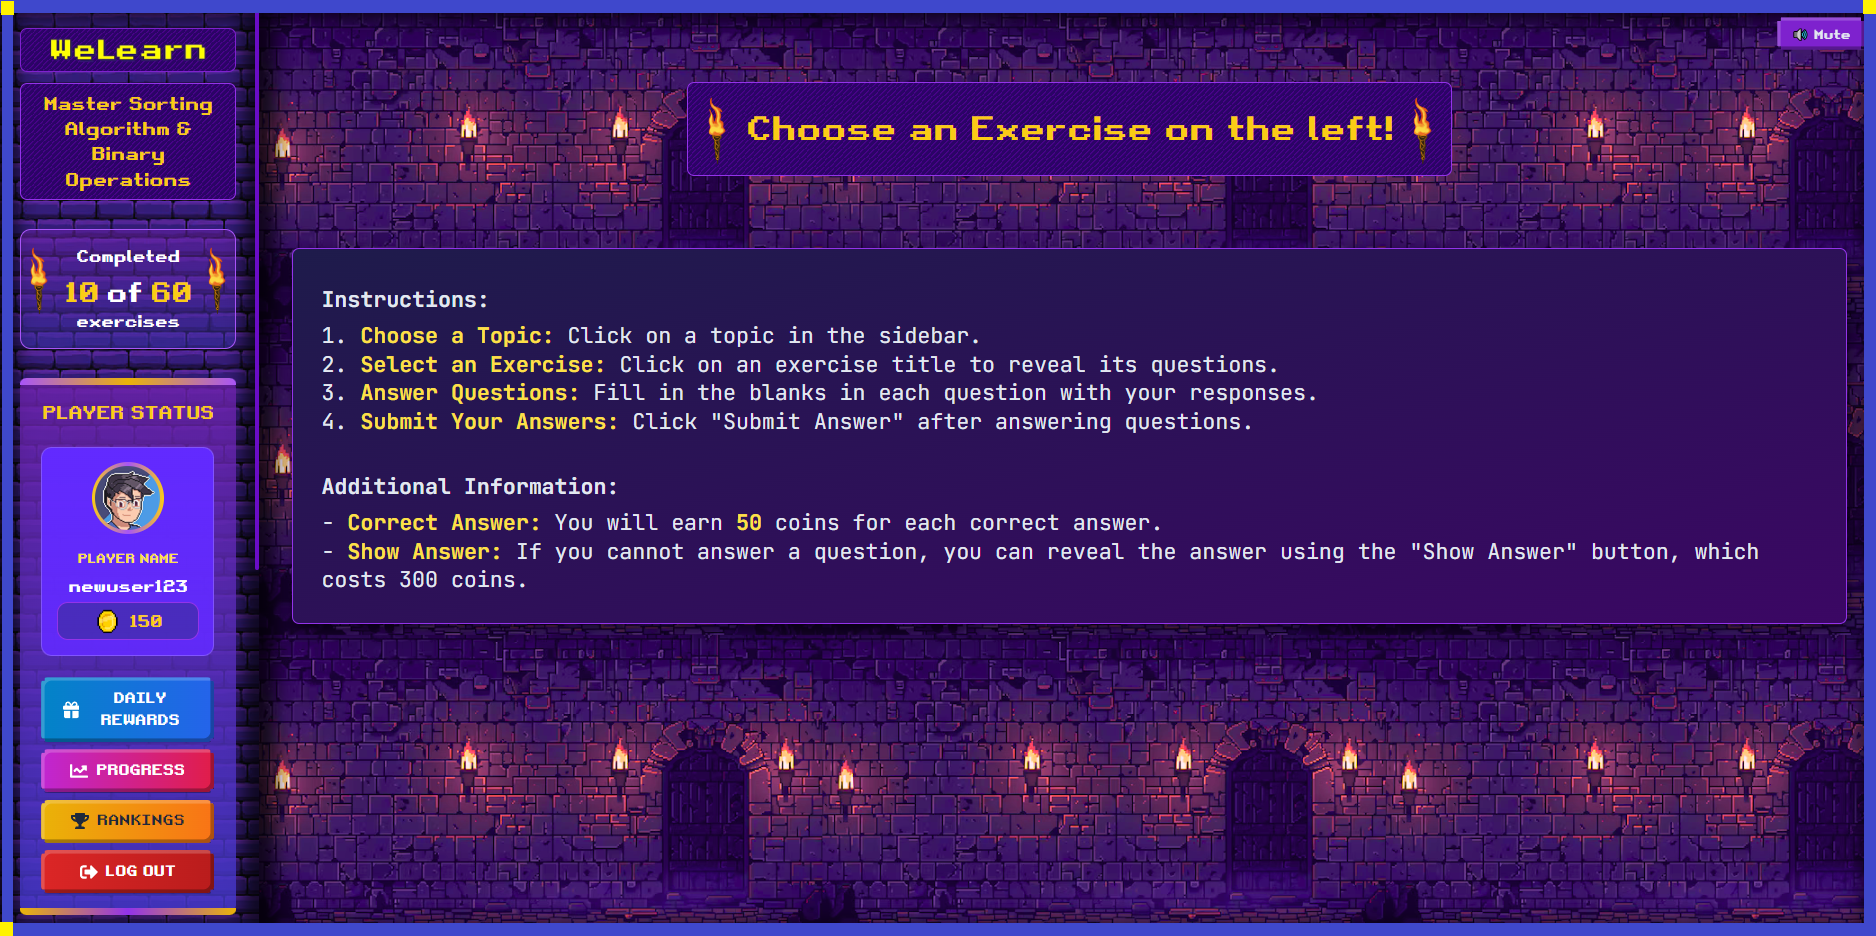 WeLearn
Master Sorting
Algorithm &
Binary
Operations
Completed
10 of 60
exercises
PLAYER STATUS
PLAYER NAME
newuser123
150
DAILY
REWARDS
PROGRESS
RANKINGS
LOG OUT
Mute
Choose an Exercise on the left!
Instructions:
1. Choose a Topic: Click on a topic in the sidebar.
2. Select an Exercise: Click on an exercise title to reveal its questions.
3. Answer Questions: Fill in the blanks in each question with your responses.
4. Submit Your Answers: Click "Submit Answer" after answering questions.
Additional Information:
- Correct Answer: You will earn 50 coins for each correct answer.
- Show Answer: If you cannot answer a question, you can reveal the answer using the "Show Answer" button, which
costs 300 coins.